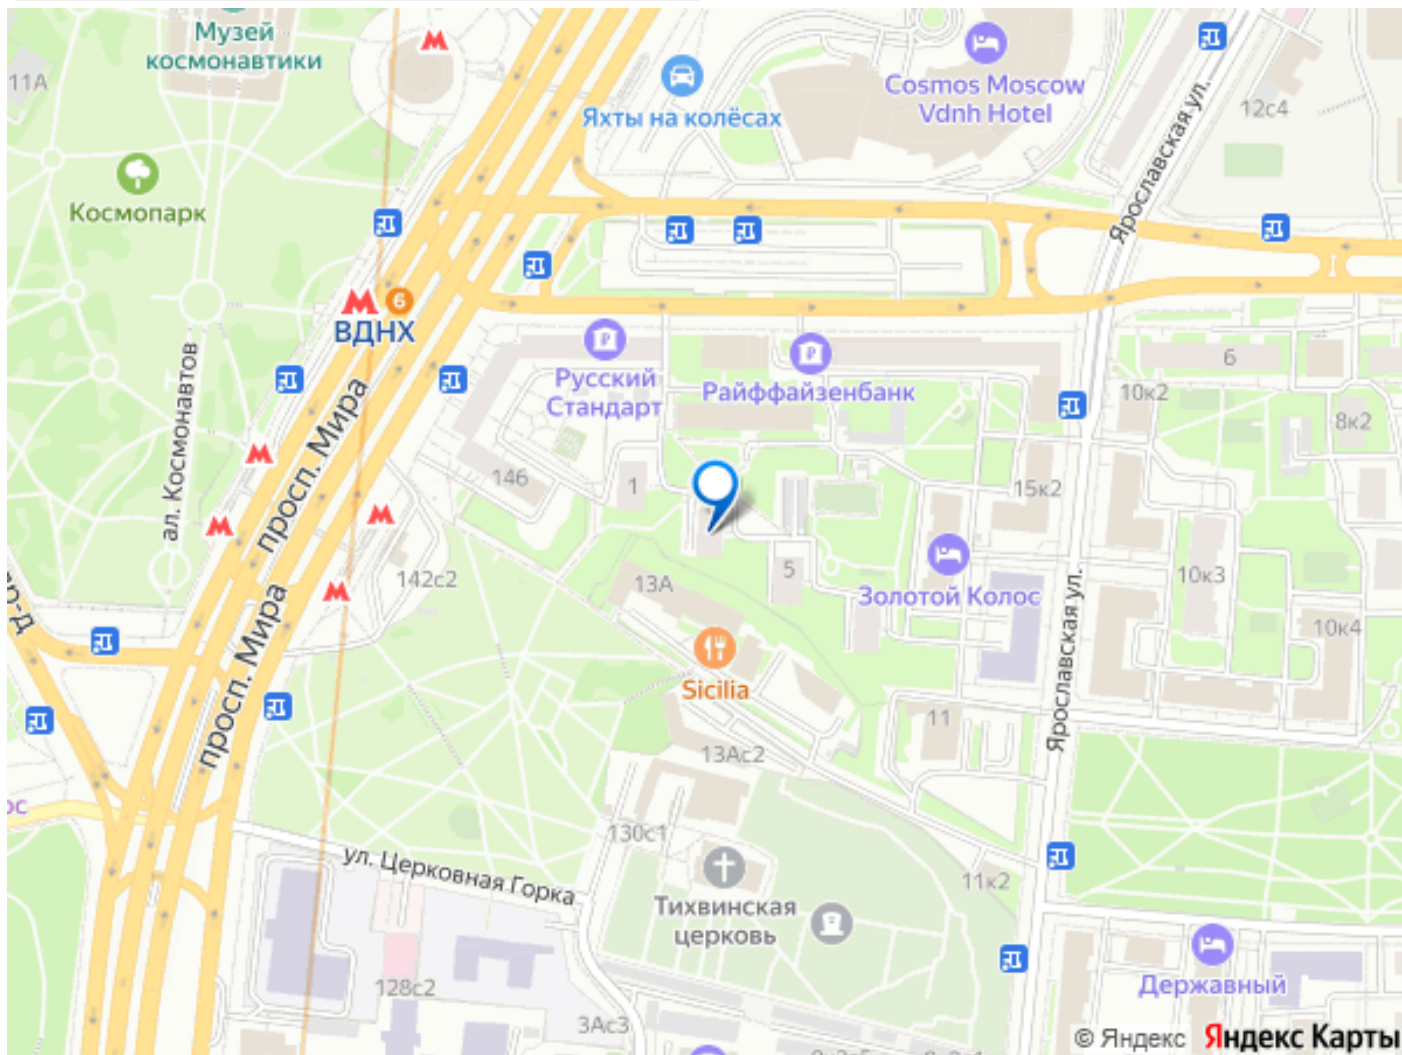 Музей
космонавтики
11А
Космопарк
Яхты на колёсах
Cosmos Moscow
Vdnh Hotel
Ярославская ул.
12с4
6
ВДНХ
ал. Космонавтов
просп. Мира
Русский
Стандарт
Райффайзенбанк
6
10к2
8к2
146
1
15к2
142с2
13А
5
Золотой Колос
10к3
10к4
просп. Мира
Sicilia
Ярославская ул.
11
13Ас2
130с1
ул. Церковная Горка
11к2
Тихвинская
церковь
128с2
3Ас3
Державный
© Яндекс Яндекс Карты